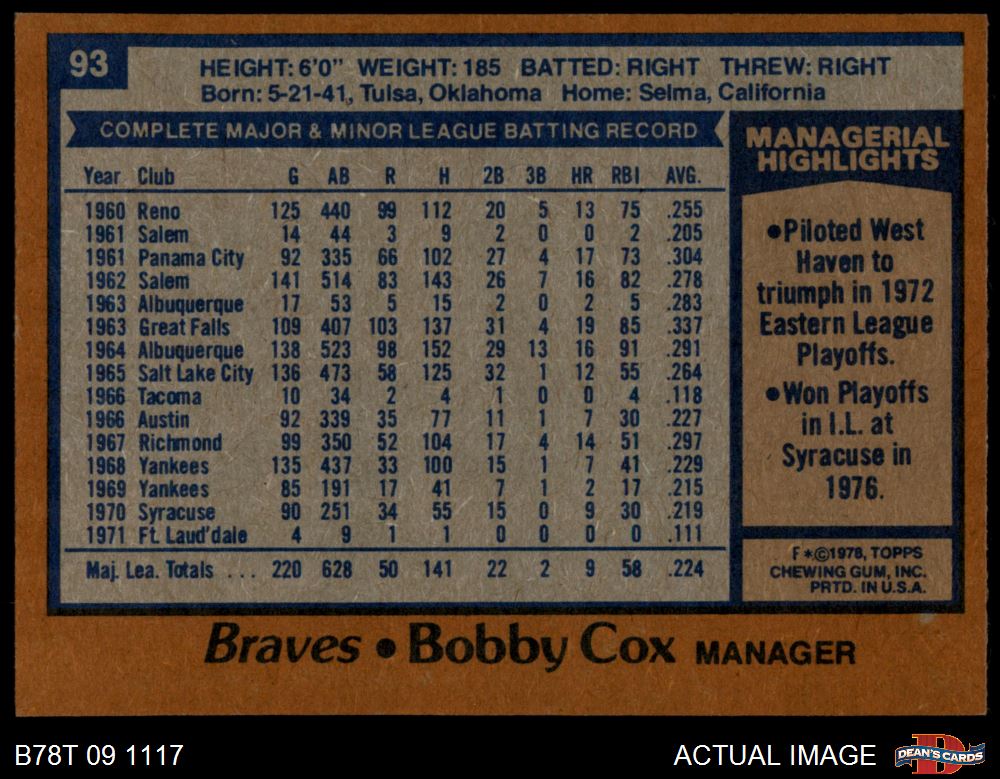 93
HEIGHT: 6'0" WEIGHT: 185 BATTED: RIGHT THREW: RIGHT
Born: 5-21-41, Tulsa, Oklahoma Home: Selma, California
COMPLETE MAJOR & MINOR LEAGUE BATTING RECORD
Year Club G AB R H 2B 3B HR RBI AVG.
1960 Reno 125 440 99 112 20 5 13 75 .255
1961 Salem 14 44 3 9 2 0 0 2 .205
1961 Panama City 92 335 66 102 27 4 17 73 .304
1962 Salem 141 514 83 143 26 7 16 82 .278
1963 Albuquerque 17 53 5 15 2 0 2 5 .283
1963 Great Falls 109 407 103 137 31 4 19 85 .337
1964 Albuquerque 138 523 98 152 29 13 16 91 .291
1965 Salt Lake City 136 473 58 125 32 1 12 55 .264
1966 Tacoma 10 34 2 4 1 0 0 4 .118
1966 Austin 92 339 35 77 11 1 7 30 .227
1967 Richmond 99 350 52 104 17 4 14 51 .297
1968 Yankees 135 437 33 100 15 1 7 41 .229
1969 Yankees 85 191 17 41 7 1 2 17 .215
1970 Syracuse 90 251 34 55 15 0 9 30 .219
1971 Ft. Laud'dale 4 9 1 1 0 0 0 0 .111
Maj. Lea. Totals ... 220 628 50 141 22 2 9 58 .224
MANAGERIAL
HIGHLIGHTS
•Piloted West
Haven to
triumph in 1972
Eastern League
Playoffs.
•Won Playoffs
in I.L. at
Syracuse in
1976.
F *©1978, TOPPS
CHEWING GUM, INC.
PRTD. IN U.S.A.
Braves • Bobby Cox MANAGER
B78T 09 1117
ACTUAL IMAGE
DEAN'S CARDS